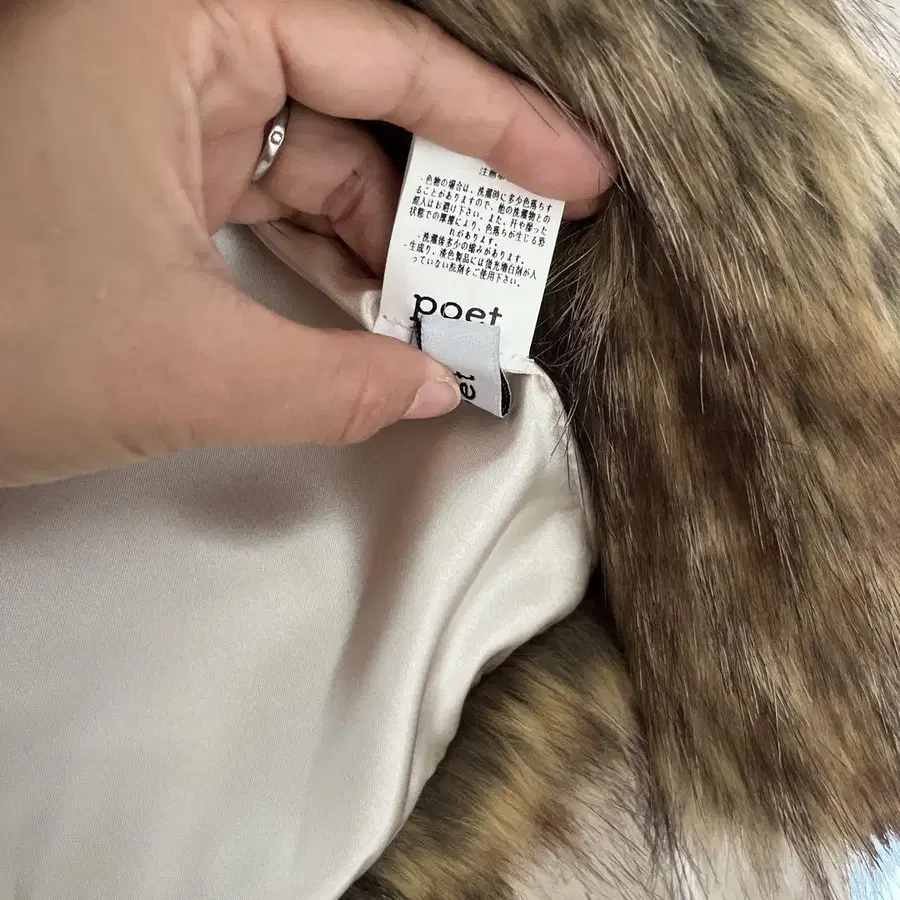 注意
・色物の場合は、洗濯時に多少色落ちす
ることがありますので、他の洗濯物との
投入はお避け下さい。また、汗や湿った
状態での摩擦により、色落ちが生じる恐
れがあります。
・洗濯後多少の縮みがあります。
・生成り、淡色製品には蛍光増白剤が入
っていない洗剤をご使用下さい。
poet
et